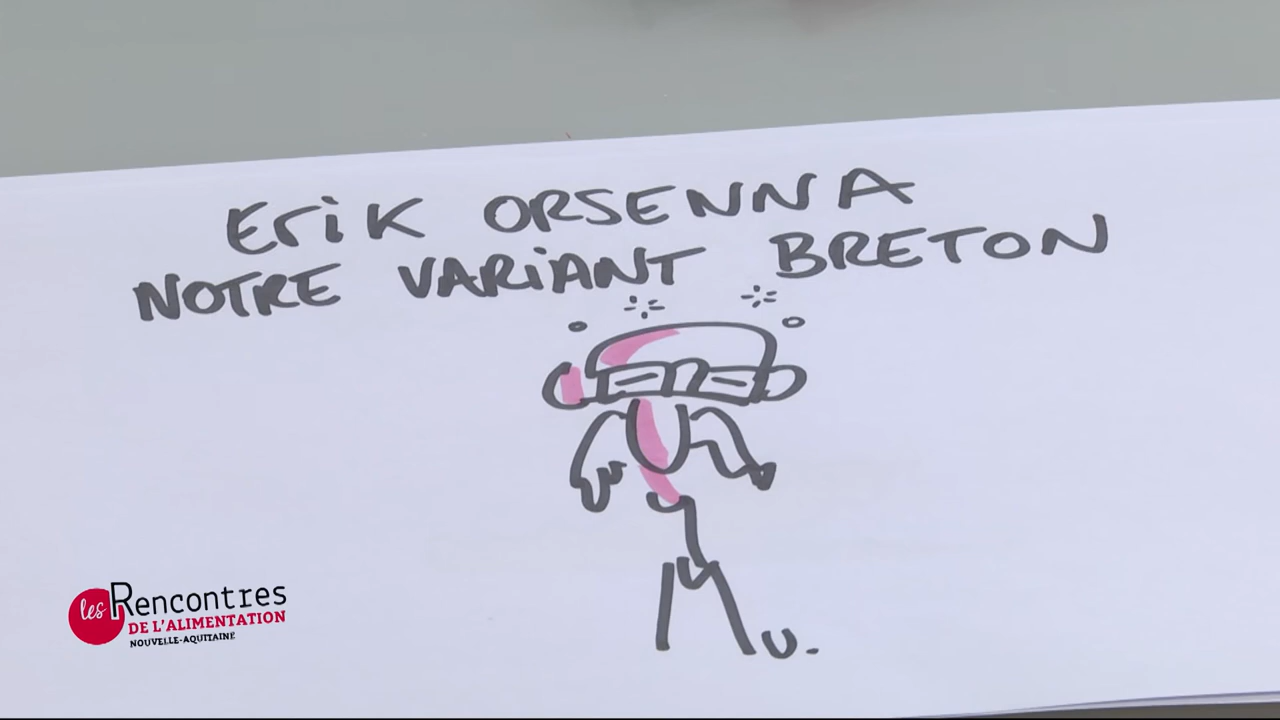 Erik ORSENNA
NOTRE VARIANT BRETON
U.
les Rencontres
DE L'ALIMENTATION
NOUVELLE-AQUITAINE